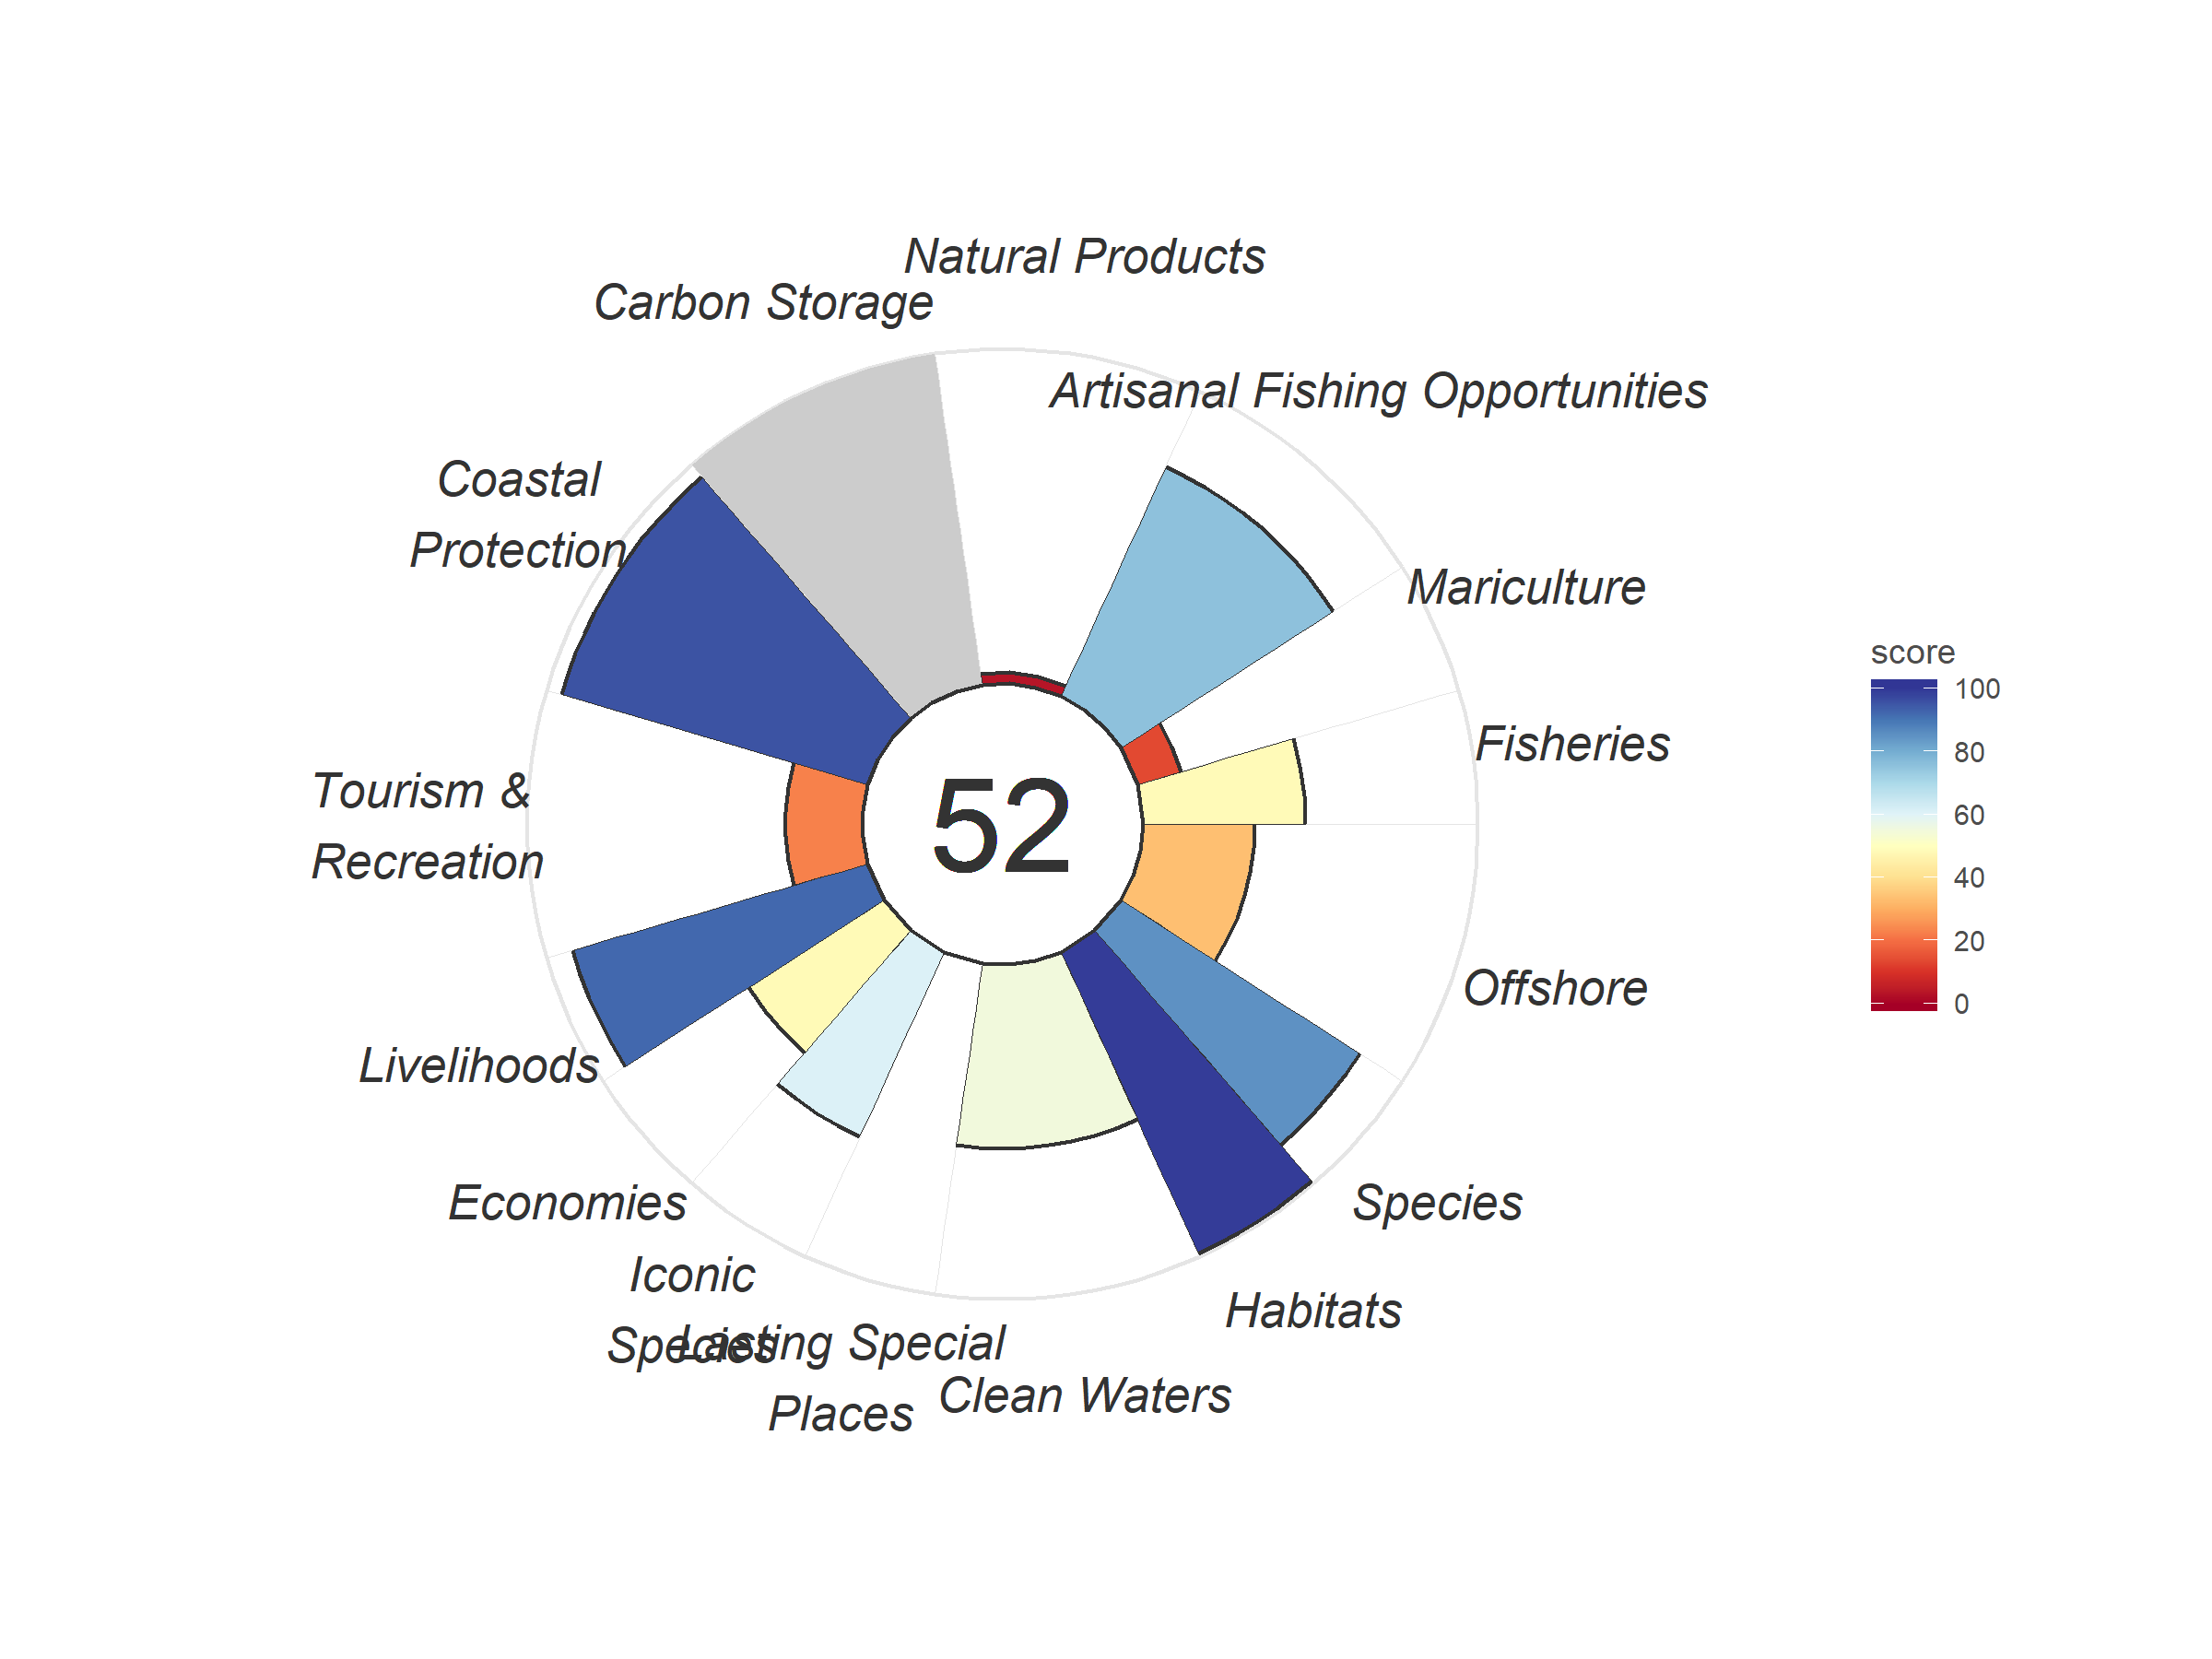 Natural Products
Carbon Storage
Artisanal Fishing Opportunities
Coastal
Protection
Mariculture
Fisheries
Tourism &
Recreation
52
Offshore
Livelihoods
Species
Economies
Iconic
Species
Lasting Special
Places
Habitats
Clean Waters
score
100
80
60
40
20
0